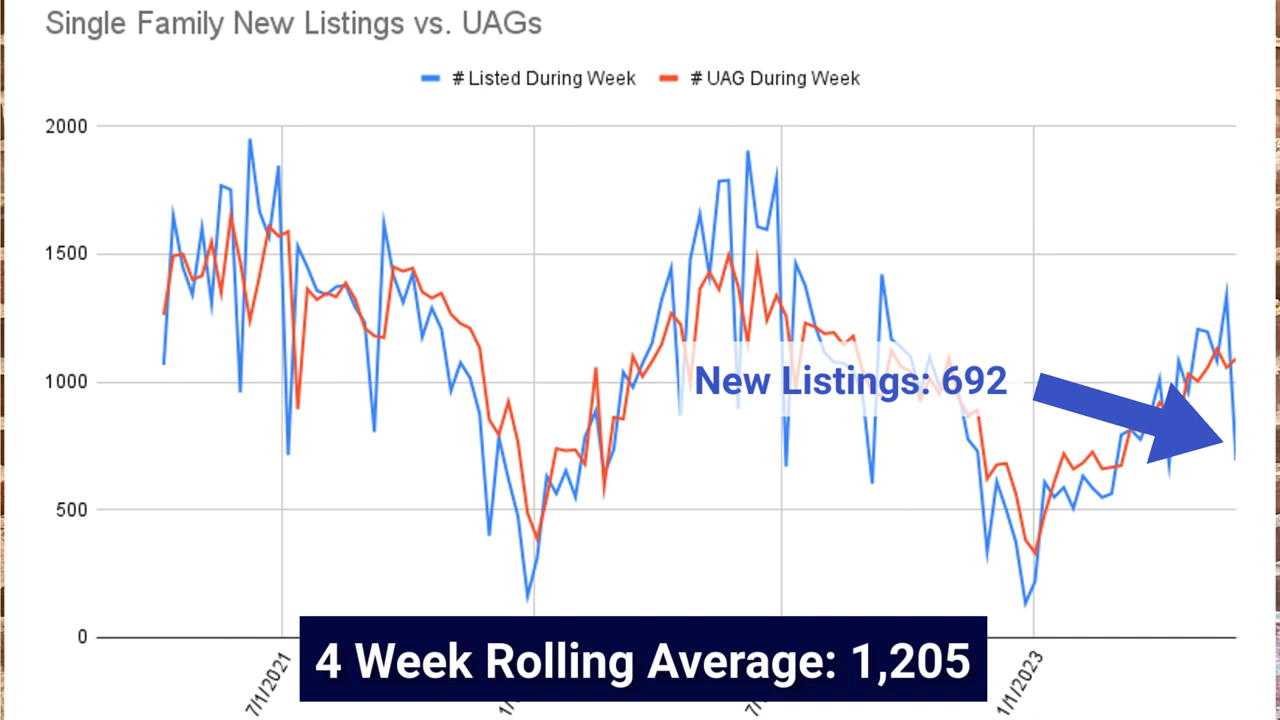 Single Family New Listings vs. UAGs
# Listed During Week
# UAG During Week
2000
1500
1000
500
0
New Listings: 692
7/1/2021
1/1/2023
4 Week Rolling Average: 1,205